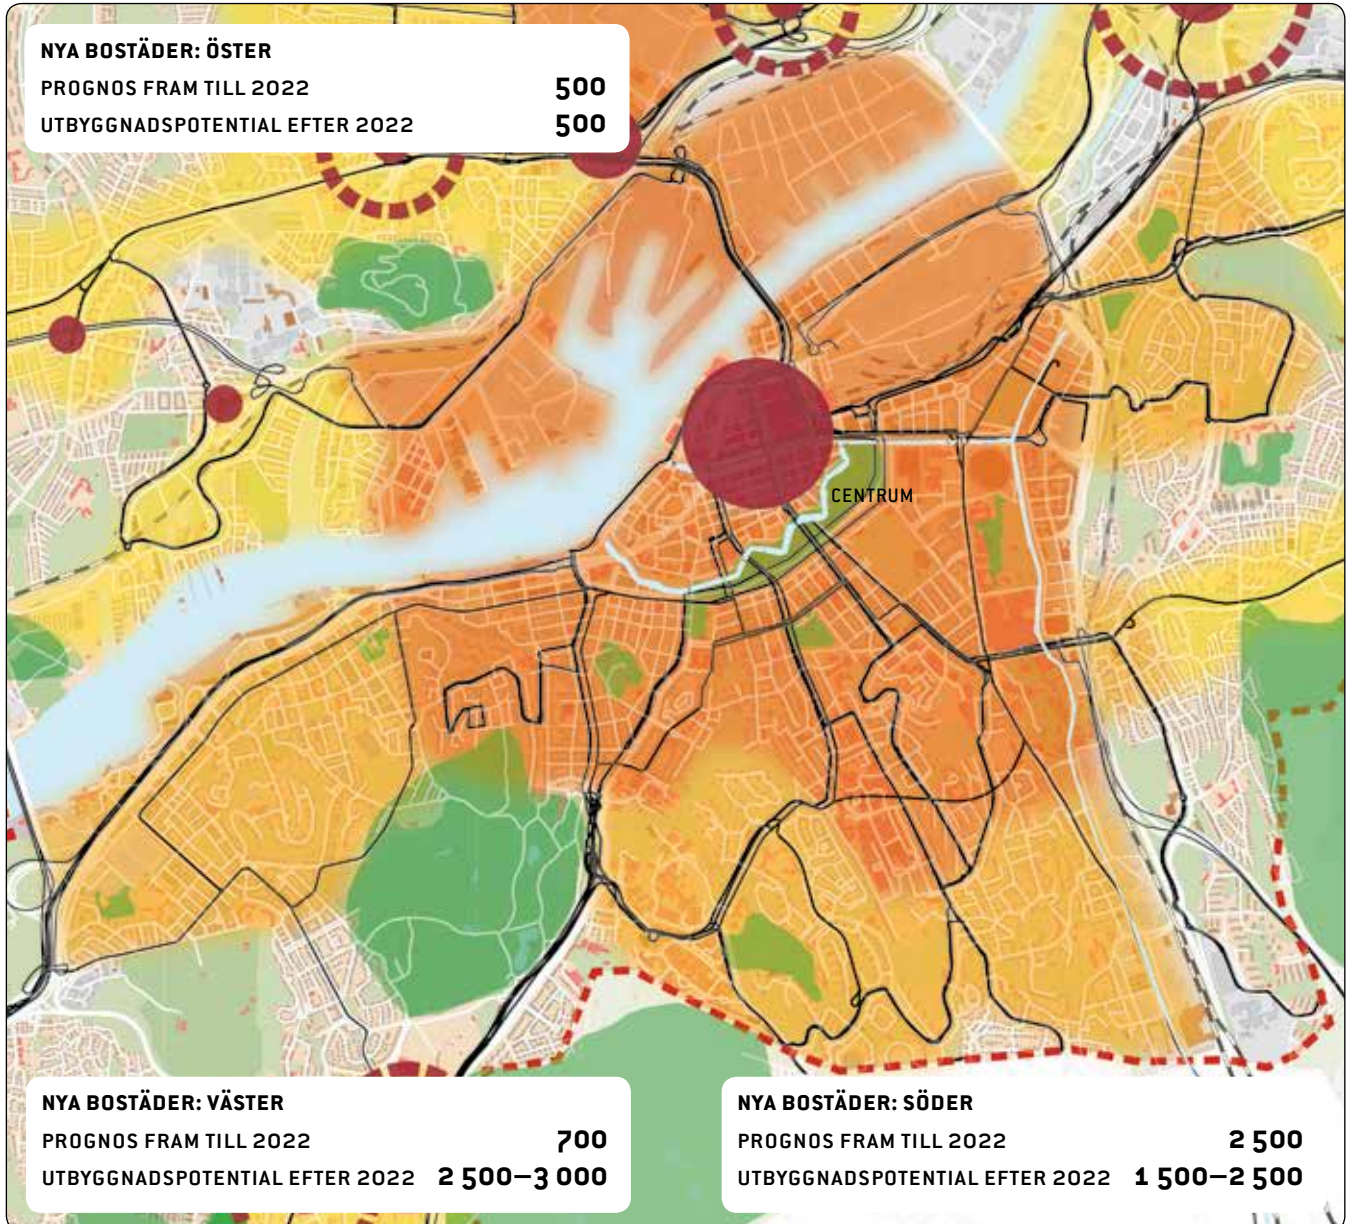 NYA BOSTÄDER: ÖSTER
PROGNOS FRAM TILL 2022 500
UTBYGGNADSPOTENTIAL EFTER 2022 500
CENTRUM
NYA BOSTÄDER: VÄSTER
PROGNOS FRAM TILL 2022 700
UTBYGGNADSPOTENTIAL EFTER 2022 2 500–3 000
NYA BOSTÄDER: SÖDER
PROGNOS FRAM TILL 2022 2 500
UTBYGGNADSPOTENTIAL EFTER 2022 1 500–2 500